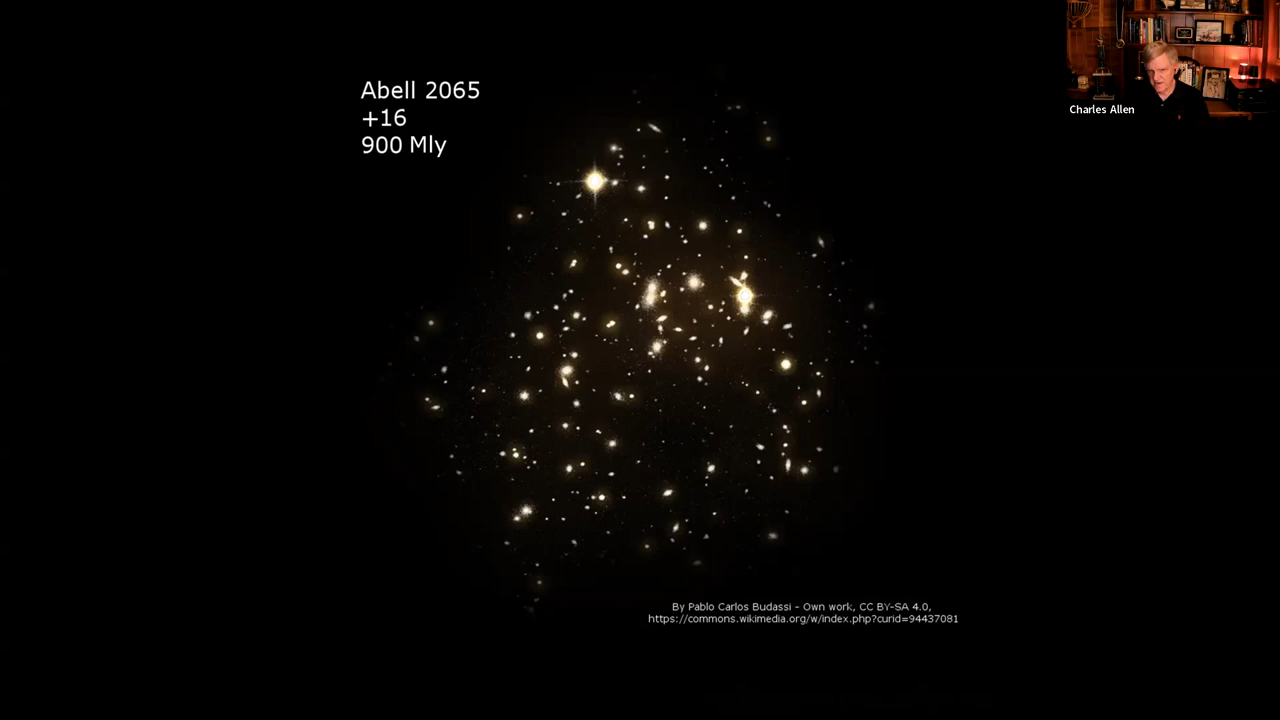 Abell 2065
+16
900 Mly
Charles Allen
By Pablo Carlos Budassi - Own work, CC BY-SA 4.0,
https://commons.wikimedia.org/w/index.php?curid=94437081